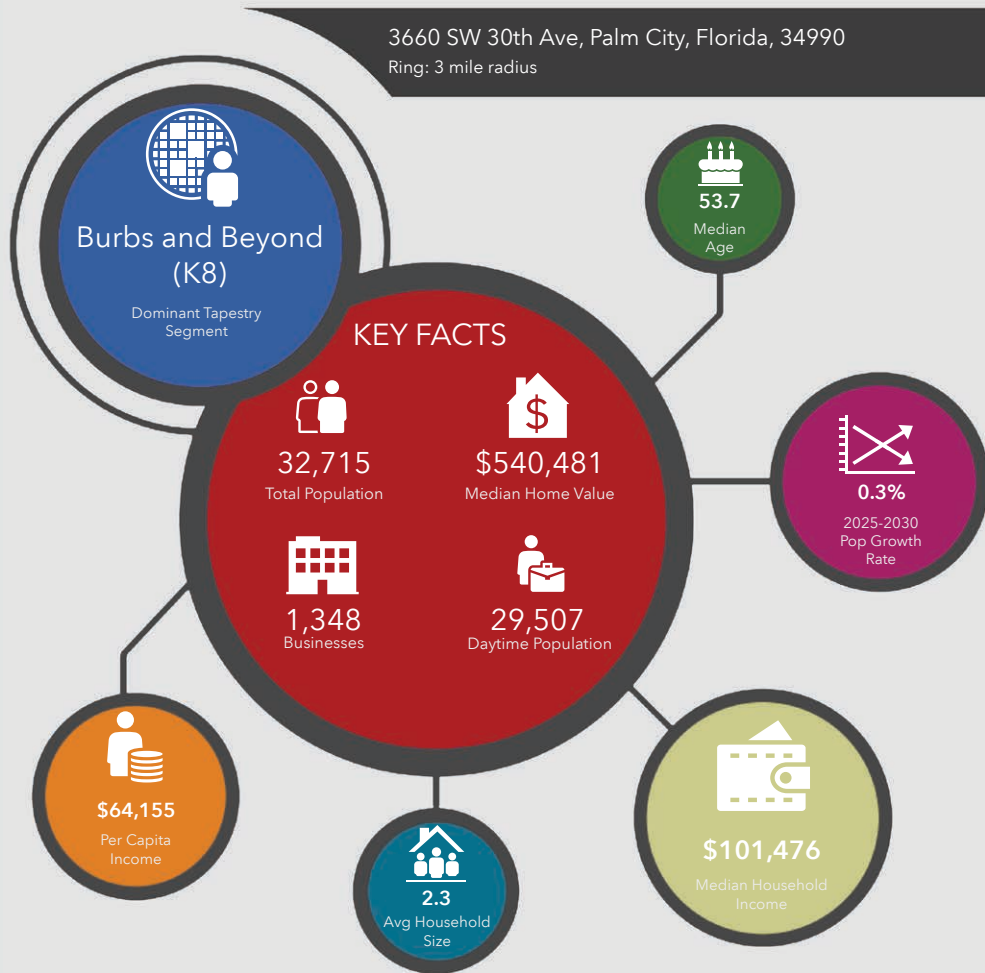 3660 SW 30th Ave, Palm City, Florida, 34990
Ring: 3 mile radius
Burbs and Beyond
(K8)
Dominant Tapestry
Segment
53.7
Median
Age
KEY FACTS
32,715
Total Population
$
$540,481
Median Home Value
1,348
Businesses
29,507
Daytime Population
0.3%
2025-2030
Pop Growth
Rate
$64,155
Per Capita
Income
2.3
Avg Household
Size
$101,476
Median Household
Income